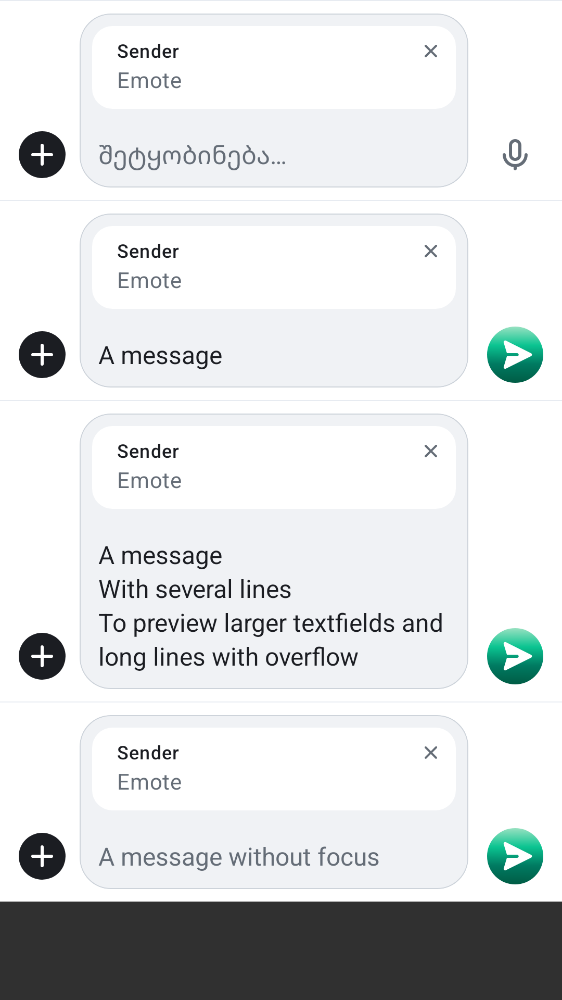 Sender
Emote
შეტყობინება…
Sender
Emote
A message
Sender
Emote
A message
With several lines
To preview larger textfields and
long lines with overflow
Sender
Emote
A message without focus